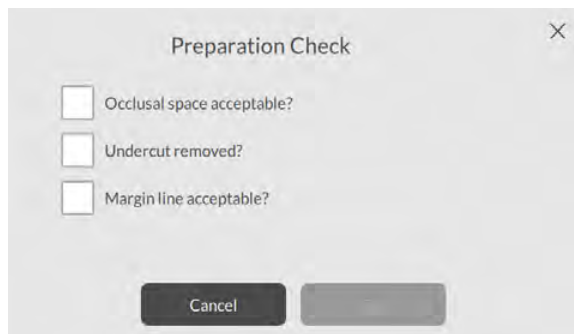 Preparation Check
Occlusal space acceptable?
Undercut removed?
Margin line acceptable?
Cancel